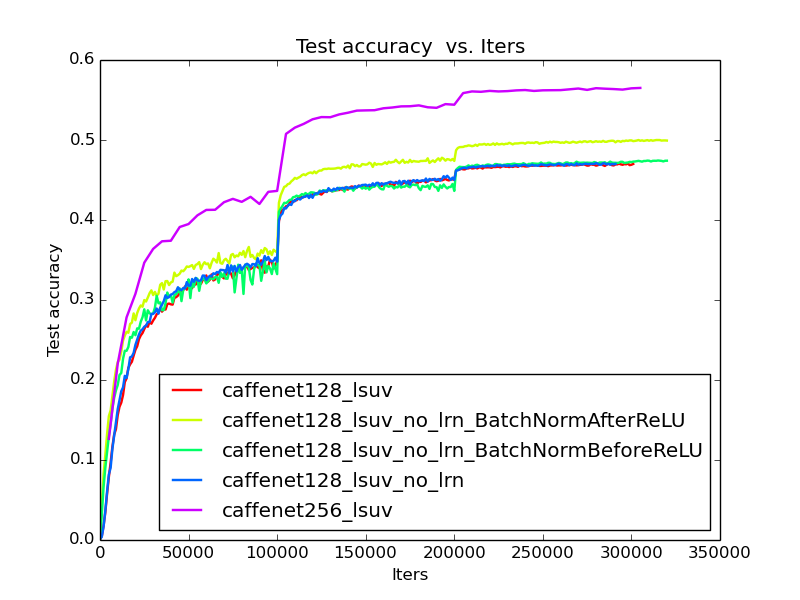 Test accuracy  vs. Iters
0.6
0.5
0.4
0.3
0.2
0.1
0.0
Test accuracy
caffenet128_lsuv
caffenet128_lsuv_no_lrn_BatchNormAfterReLU
caffenet128_lsuv_no_lrn_BatchNormBeforeReLU
caffenet128_lsuv_no_lrn
caffenet256_lsuv
0 50000 100000 150000 200000 250000 300000 350000
Iters